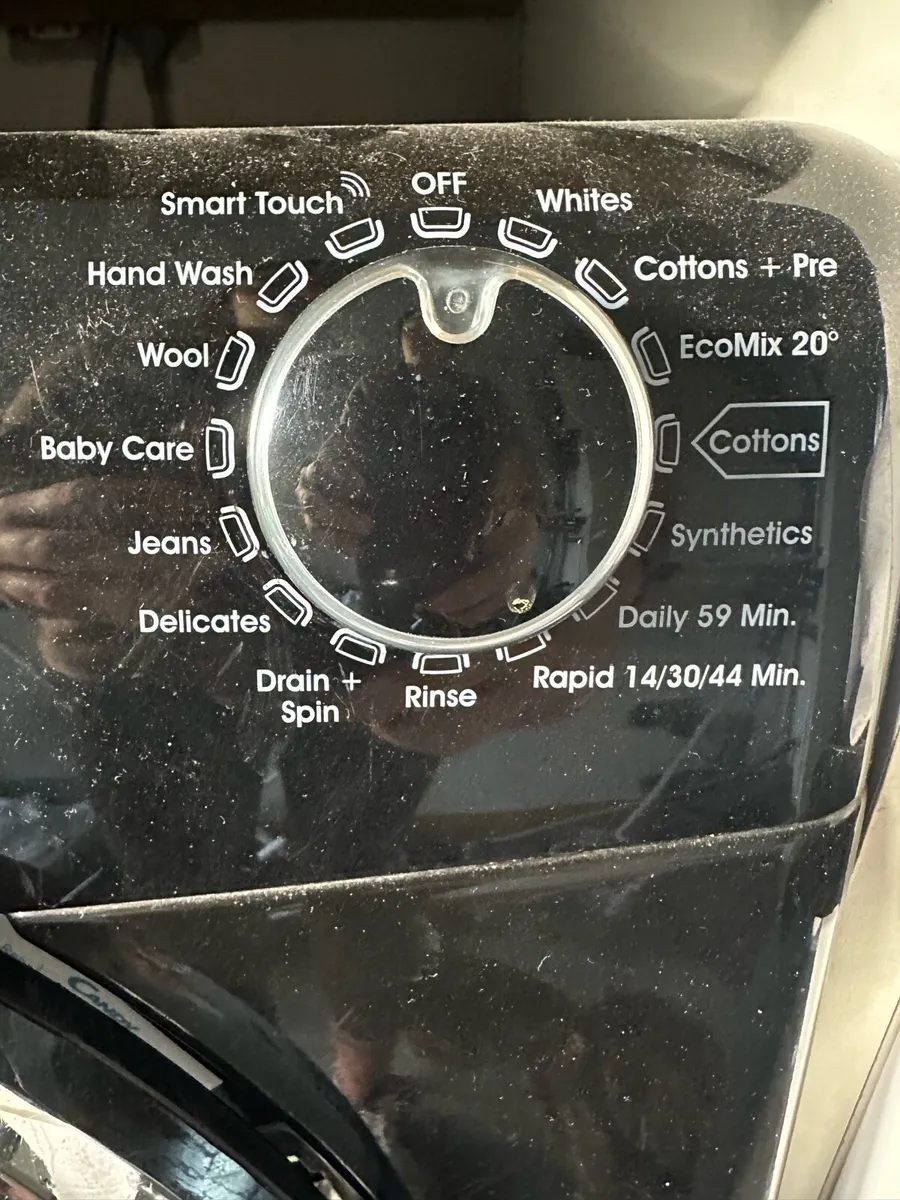 OFF
Whites
Cottons + Pre
EcoMix 20°
Cottons
Synthetics
Daily 59 Min.
Rapid 14/30/44 Min.
Rinse
Drain +
Spin
Delicates
Jeans
Baby Care
Wool
Hand Wash
Smart Touch
CANDY